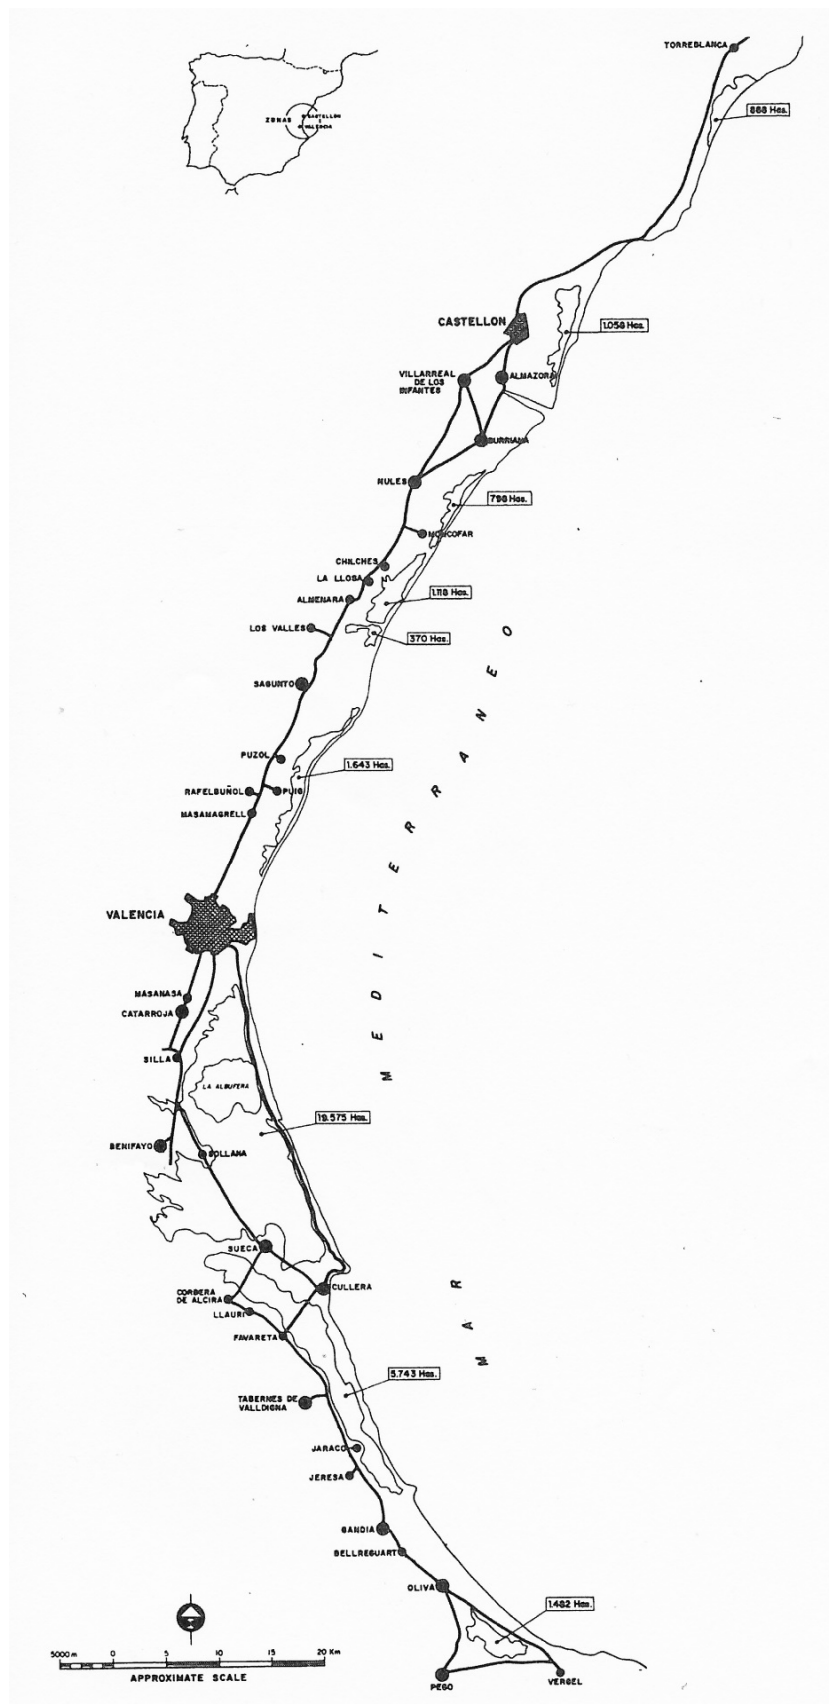 TORREBLANCA
868 Has.
ZONAS
CASTELLON
VALENCIA
CASTELLON
1.058 Has.
VILLARREAL
DE LOS
INFANTES
ALMAZORA
BURRIANA
NULES
798 Has.
MONCOFAR
CHILCHES
LA LLOSA
ALMENARA
1.118 Has.
LOS VALLES
370 Has.
SAGUNTO
PUZOL
1.643 Has.
RAFELBUÑOL
PUIG
MASAMAGRELL
VALENCIA
MAR MEDITERRANEO
MASANASA
CATARROJA
SILLA
LA ALBUFERA
19.575 Has.
BENIFAYO
SOLLANA
SUECA
CULLERA
CORBERA
DE ALCIRA
LLAURI
FAVARETA
5.743 Has.
TABERNES DE
VALLDIGNA
JARACO
JERESA
GANDIA
BELLREGUART
OLIVA
1.482 Has.
PEGO
VERGEL
5000 m 0 5 10 15 20 Km
APPROXIMATE SCALE